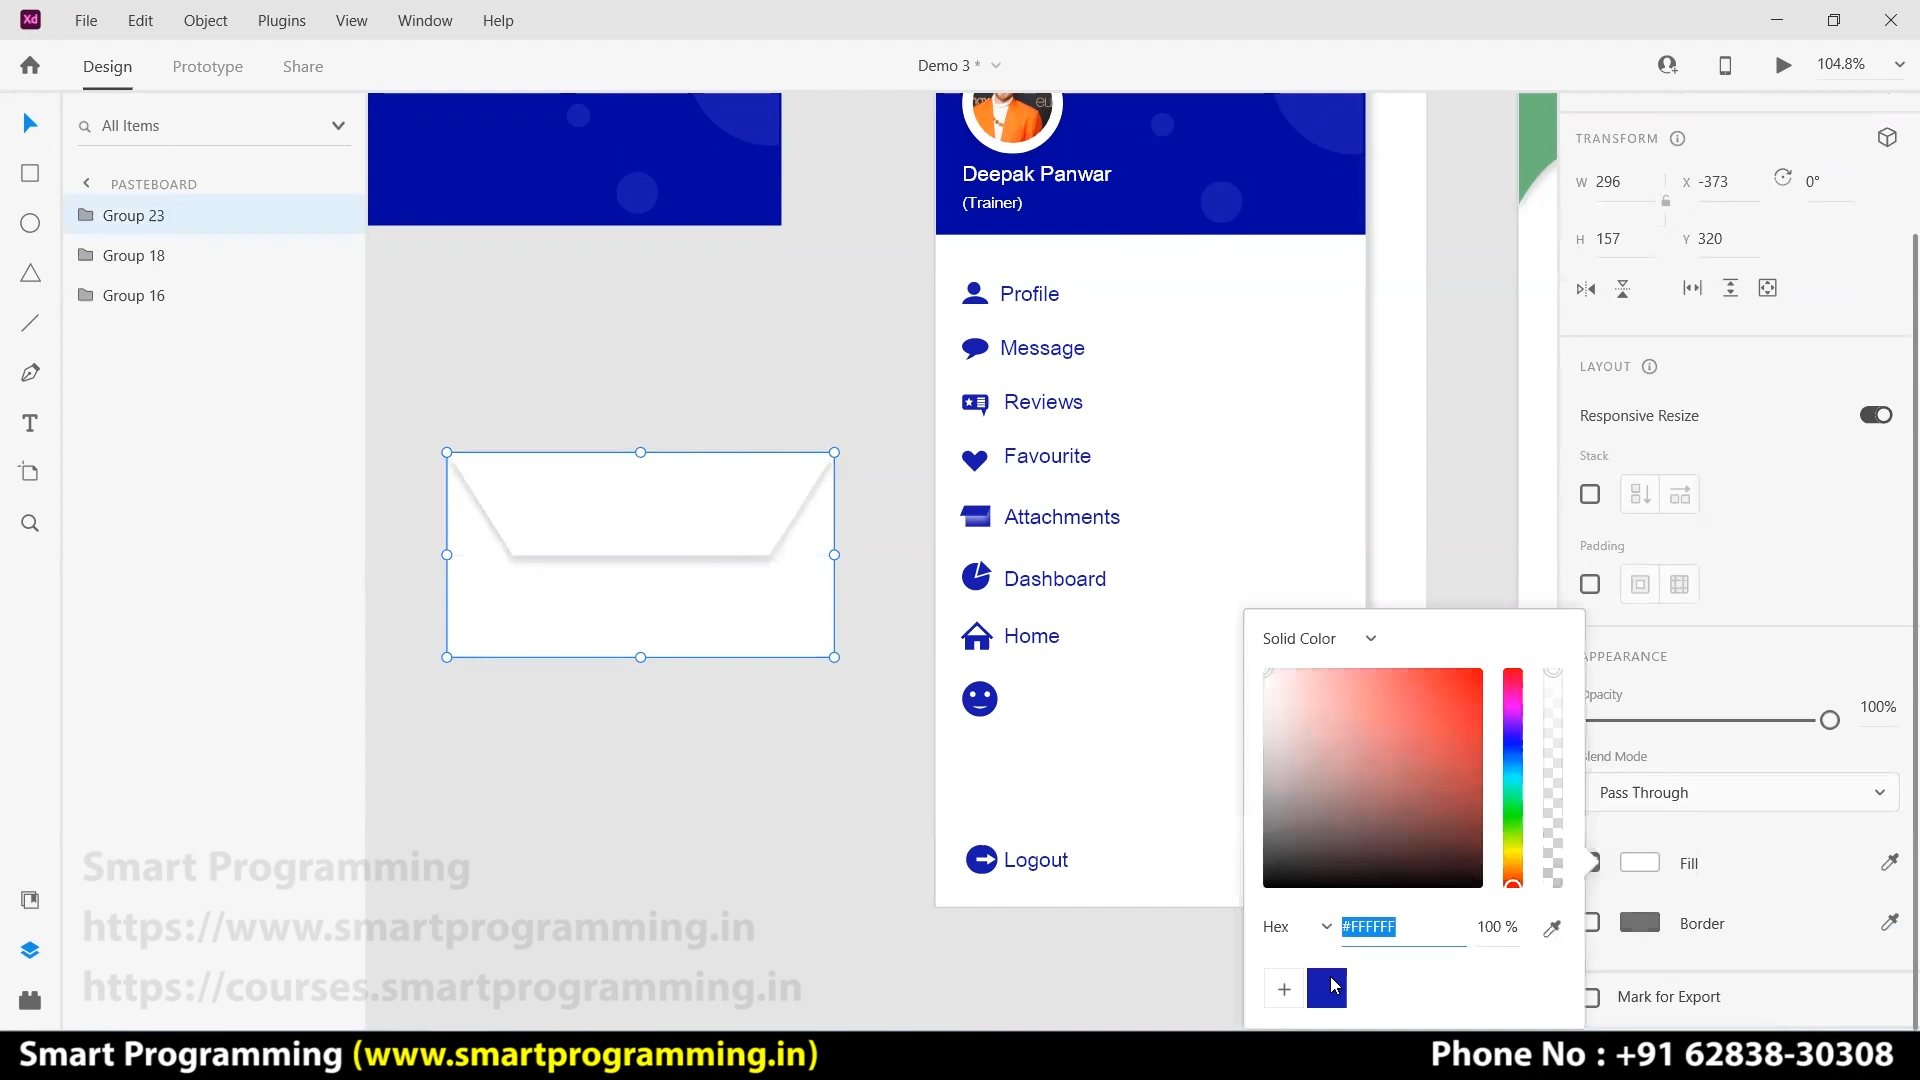 Xd File Edit Object Plugins View Window Help
Design Prototype Share Demo 3 * 104.8%
All Items
PASTEBOARD
Group 23
Group 18
Group 16
Deepak Panwar
(Trainer)
Profile
Message
Reviews
Favourite
Attachments
Dashboard
Home
Logout
TRANSFORM
W 296 X -373 0°
H 157 Y 320
LAYOUT
Responsive Resize
Stack
Padding
APPEARANCE
Opacity
100%
Blend Mode
Pass Through
Fill
Border
Mark for Export
Solid Color
Hex #FFFFFF 100 %
Smart Programming
https://www.smartprogramming.in
https://courses.smartprogramming.in
Smart Programming (www.smartprogramming.in) Phone No : +91 62838-30308